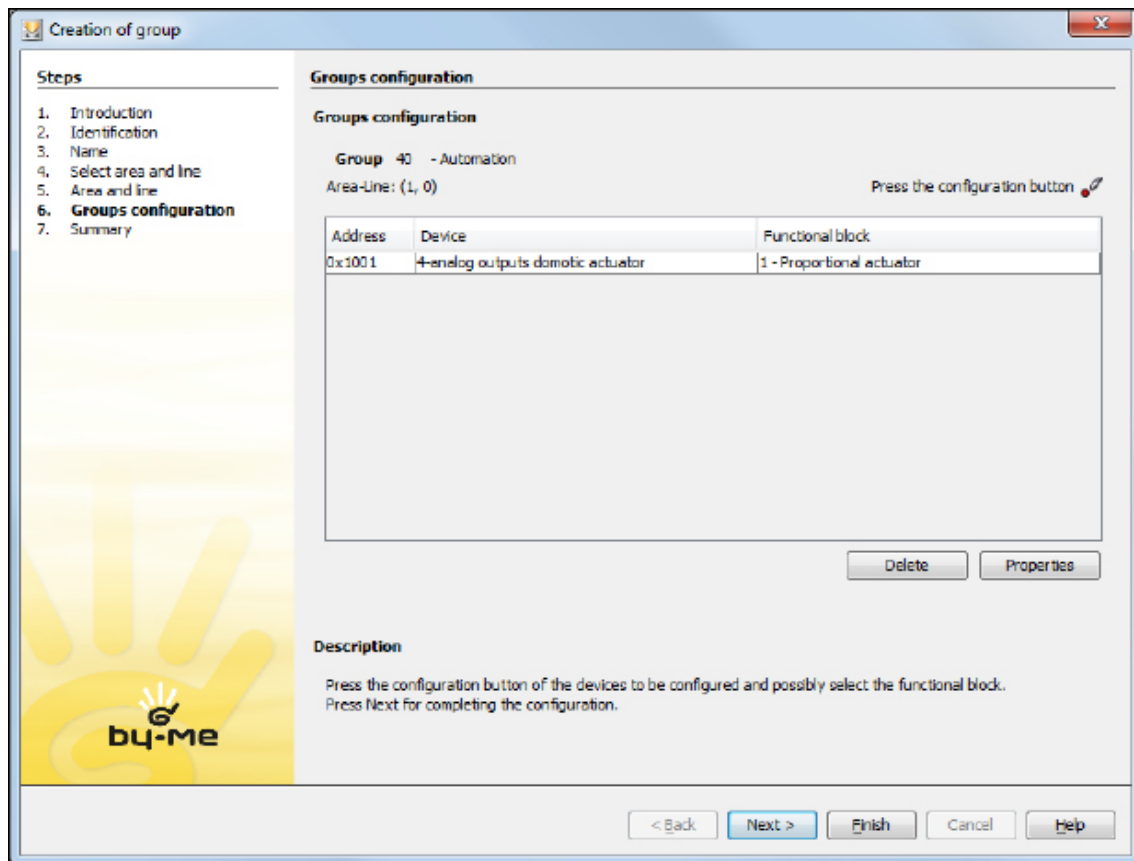 Creation of group
Steps
1. Introduction
2. Identification
3. Name
4. Select area and line
5. Area and line
6. Groups configuration
7. Summary
Groups configuration
Groups configuration
Group 40 - Automation
Area-Line: (1, 0)
Press the configuration button
Address Device Functional block
0x1001 4-analog outputs domotic actuator 1 - Proportional actuator
Delete Properties
Description
Press the configuration button of the devices to be configured and possibly select the functional block.
Press Next for completing the configuration.
by-me
< Back Next > Finish Cancel Help